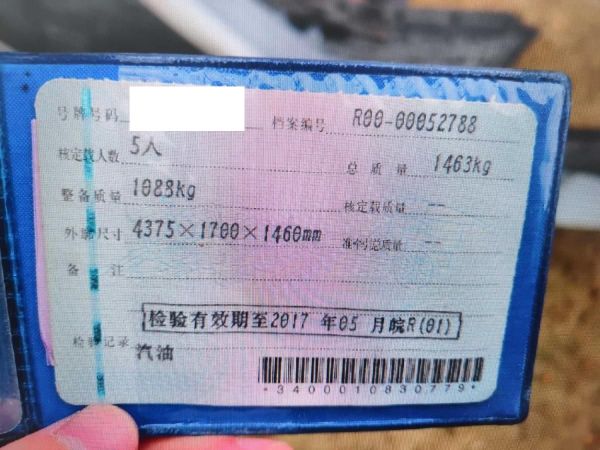 号牌号码
档案编号 R00-00052788
核定载人数 5人 总质量 1463kg
整备质量 1088kg 核定载质量 --
外廓尺寸 4375×1700×1460mm 准牵引总质量 --
备注
检验有效期至2017年05月皖R(01)
检验记录 汽油
*3400010830779*